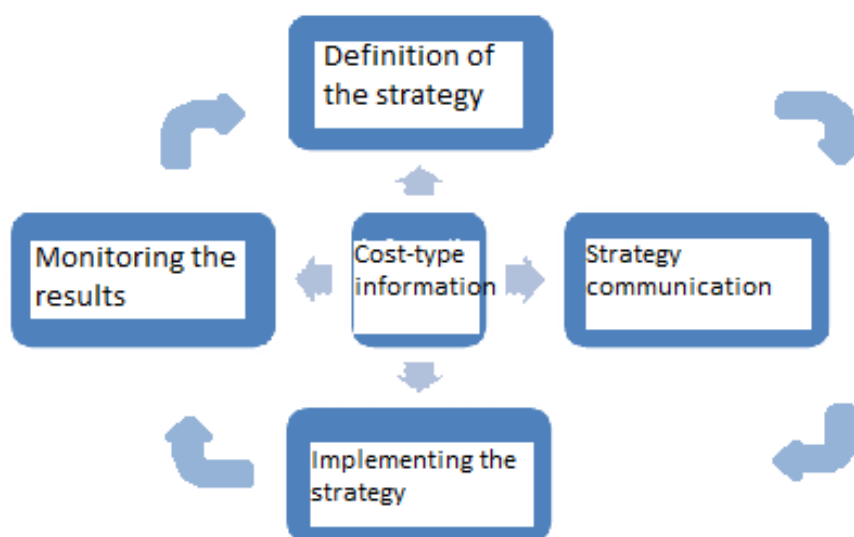 Definition of
the strategy
Monitoring the
results
Cost-type
information
Strategy
communication
Implementing the
strategy